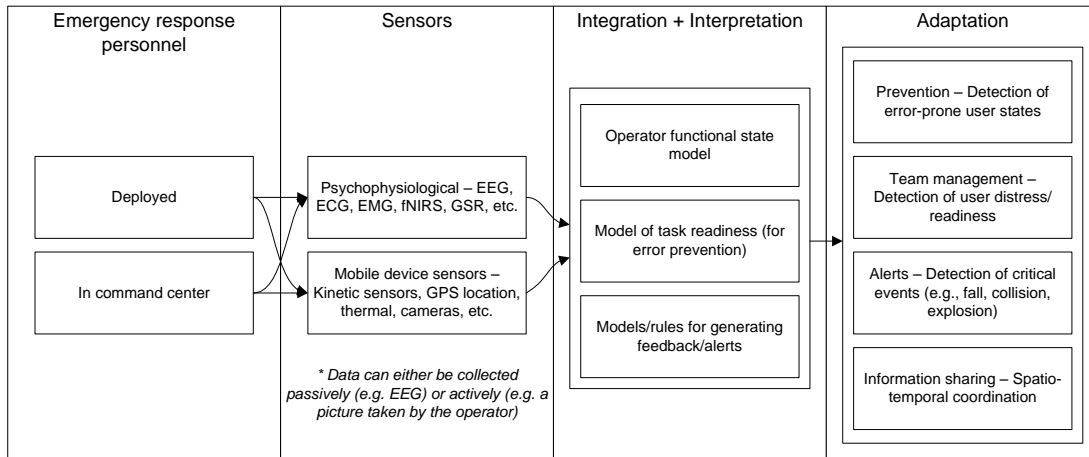 Emergency response
personnel
Sensors
Integration + Interpretation
Adaptation
Deployed
In command center
Psychophysiological – EEG,
ECG, EMG, fNIRS, GSR, etc.
Mobile device sensors –
Kinetic sensors, GPS location,
thermal, cameras, etc.
* Data can either be collected
passively (e.g. EEG) or actively (e.g. a
picture taken by the operator)
Operator functional state
model
Model of task readiness (for
error prevention)
Models/rules for generating
feedback/alerts
Prevention – Detection of
error-prone user states
Team management –
Detection of user distress/
readiness
Alerts – Detection of critical
events (e.g., fall, collision,
explosion)
Information sharing – Spatio-
temporal coordination